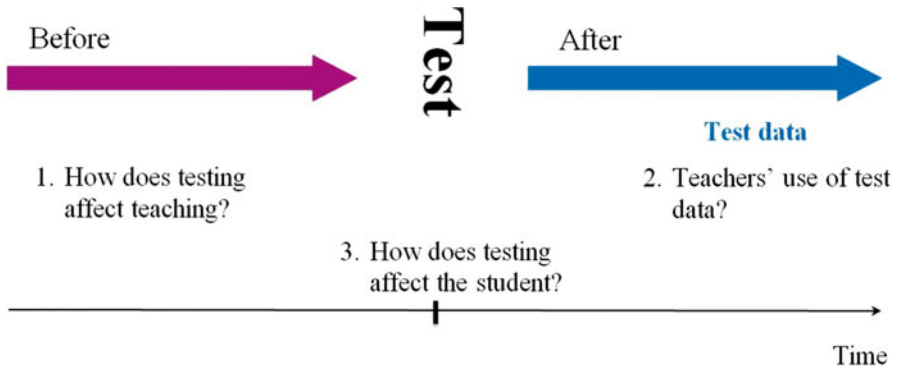 Before
Test
After
Test data
1. How does testing
affect teaching?
2. Teachers’ use of test
data?
3. How does testing
affect the student?
Time